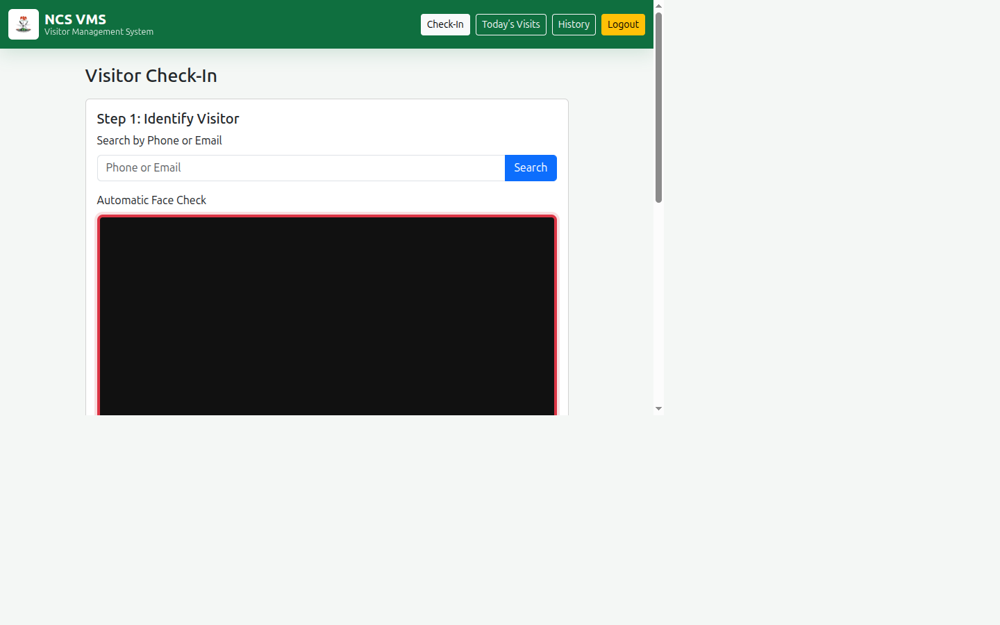 NCS VMS
Visitor Management System
Check-In
Today's Visits
History
Logout
Visitor Check-In
Step 1: Identify Visitor
Search by Phone or Email
Phone or Email
Search
Automatic Face Check